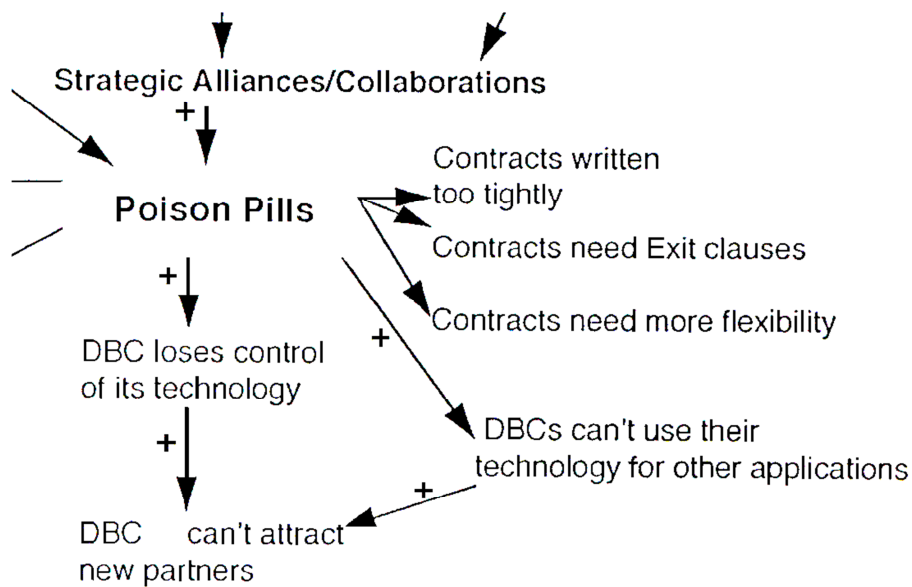 Strategic Alliances/Collaborations
+
Contracts written
too tightly
Poison Pills
Contracts need Exit clauses
+
Contracts need more flexibility
+
DBC loses control
of its technology
DBCs can't use their
+
technology for other applications
+
DBC can't attract
new partners